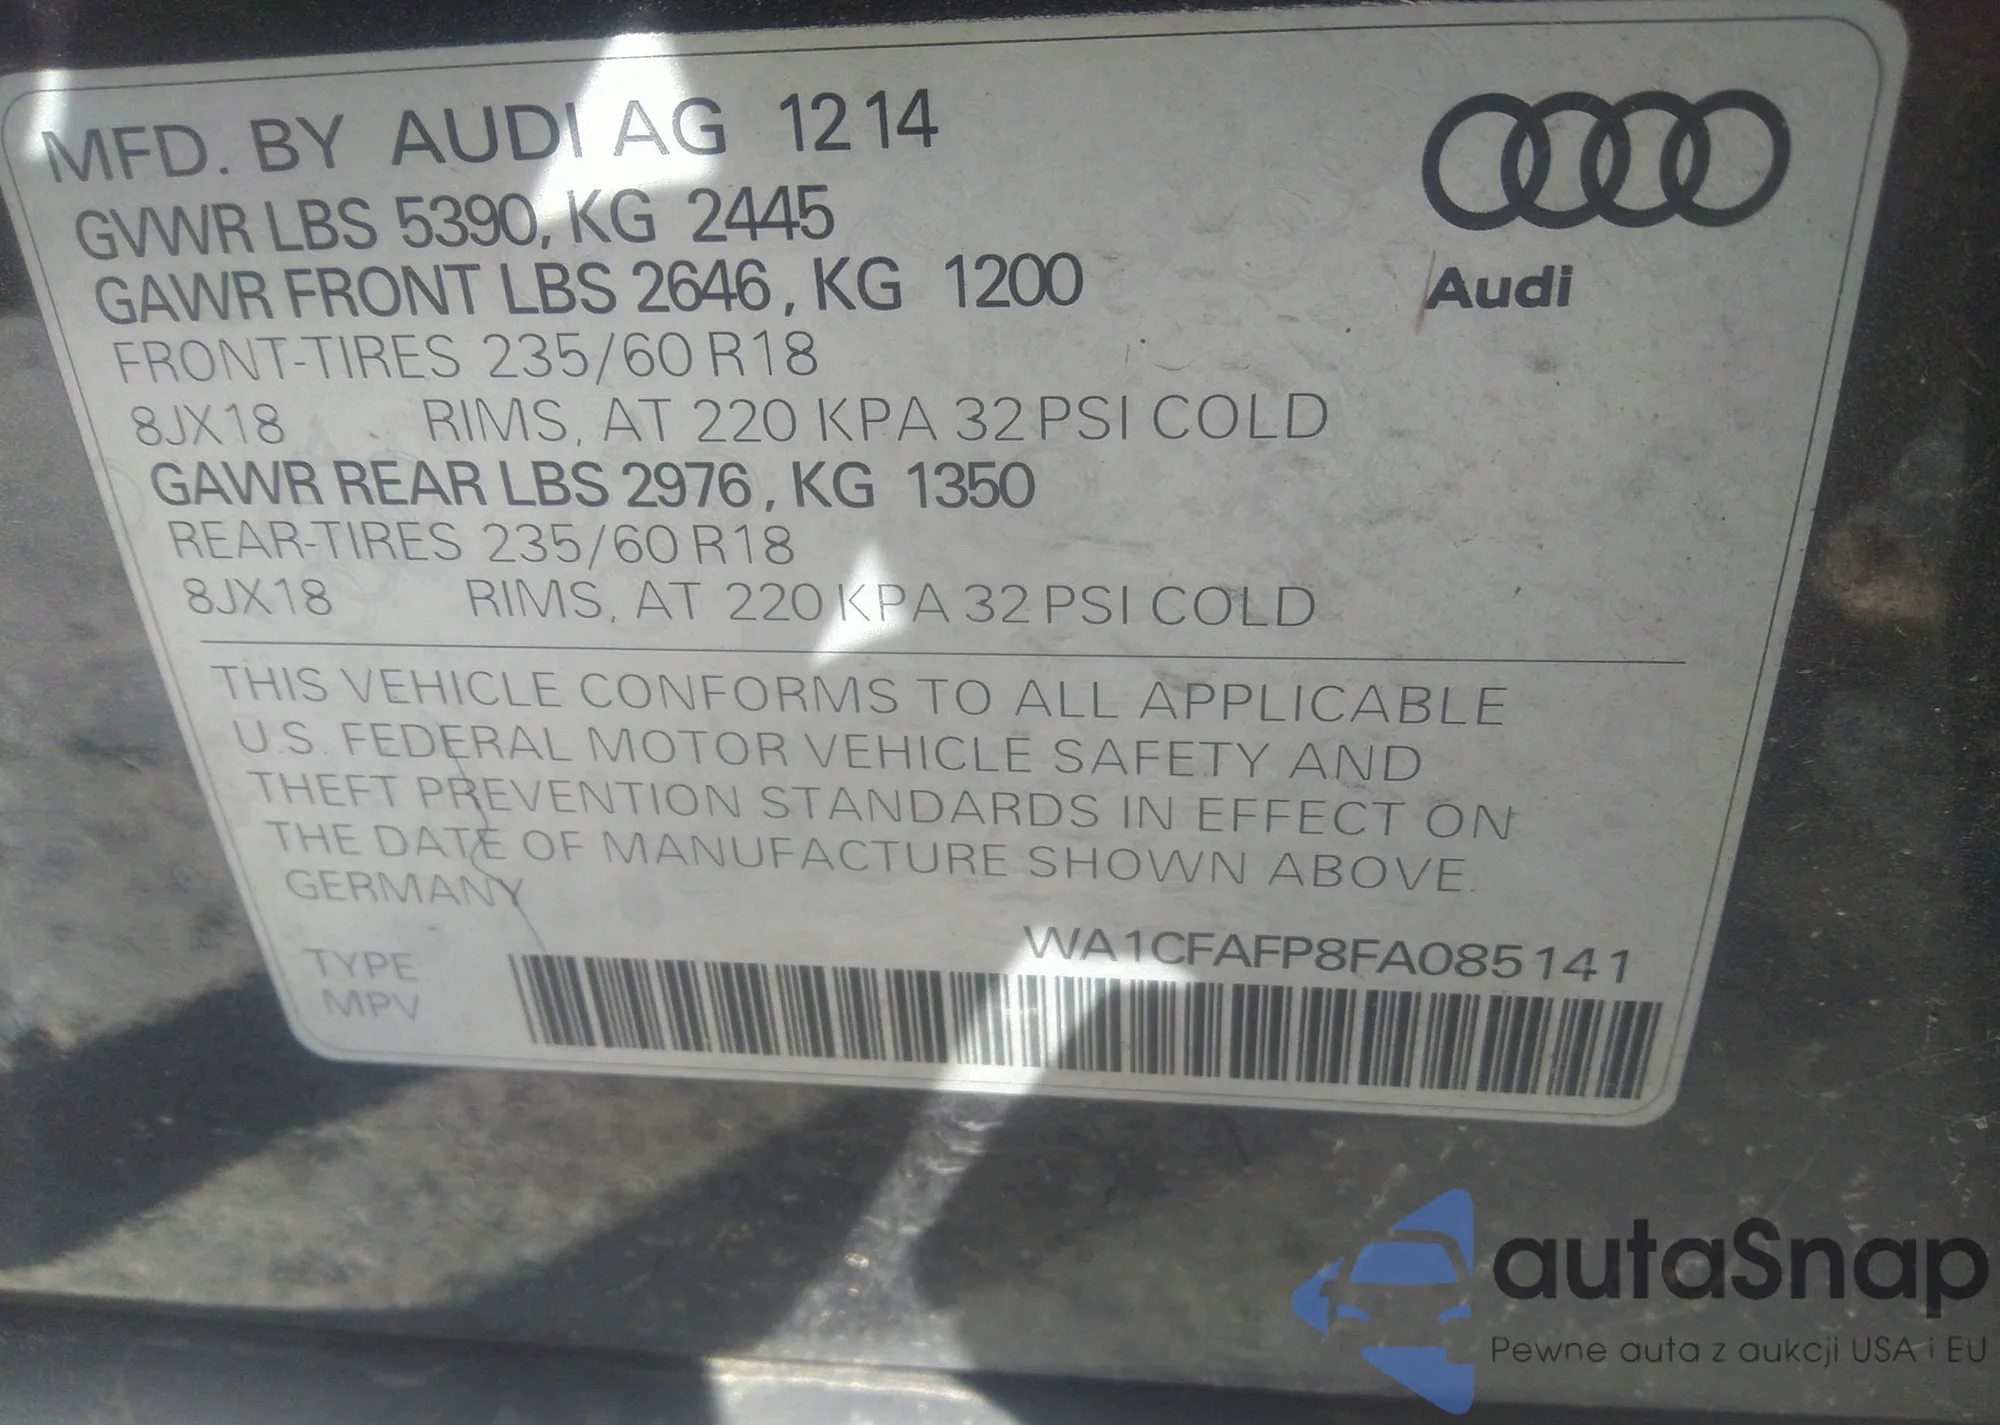 MFD. BY AUDI AG 12 14
GVWR LBS 5390, KG 2445
GAWR FRONT LBS 2646, KG 1200
FRONT-TIRES 235/60 R18
8JX18 RIMS, AT 220 KPA 32 PSI COLD
GAWR REAR LBS 2976, KG 1350
REAR-TIRES 235/60 R18
8JX18 RIMS, AT 220 KPA 32 PSI COLD
Audi
THIS VEHICLE CONFORMS TO ALL APPLICABLE
U.S. FEDERAL MOTOR VEHICLE SAFETY AND
THEFT PREVENTION STANDARDS IN EFFECT ON
THE DATE OF MANUFACTURE SHOWN ABOVE.
GERMANY
WA1CFAFP8FA085141
TYPE
MPV
autaSnap
Pewne auta z aukcji USA i EU